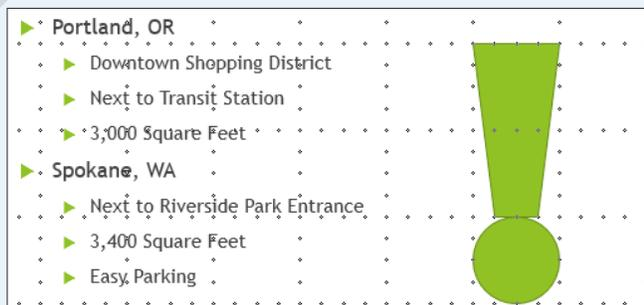 Portland, OR
Downtown Shopping District
Next to Transit Station
3,000 Square Feet
Spokane, WA
Next to Riverside Park Entrance
3,400 Square Feet
Easy Parking